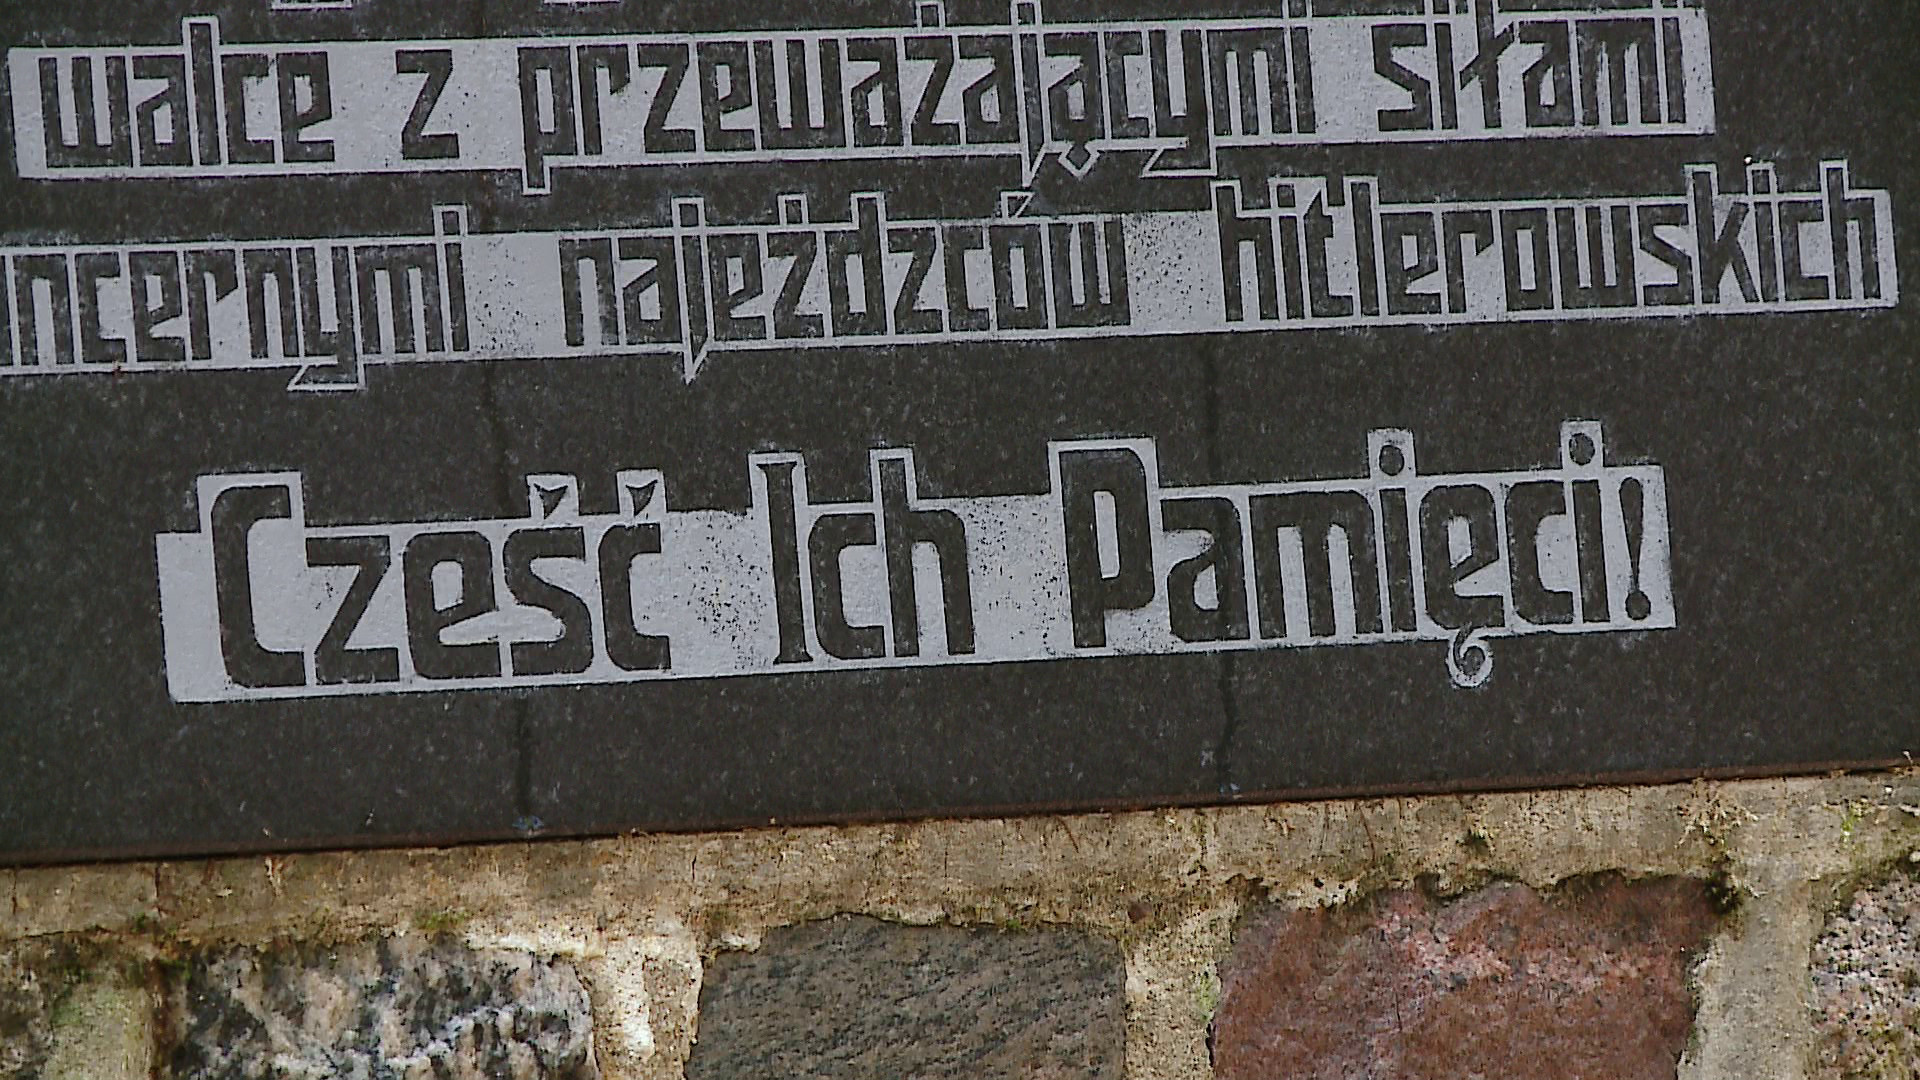 walce z przeważającymi siłami
ncernymi najeźdźców hitlerowskich
Cześć Ich Pamięci!